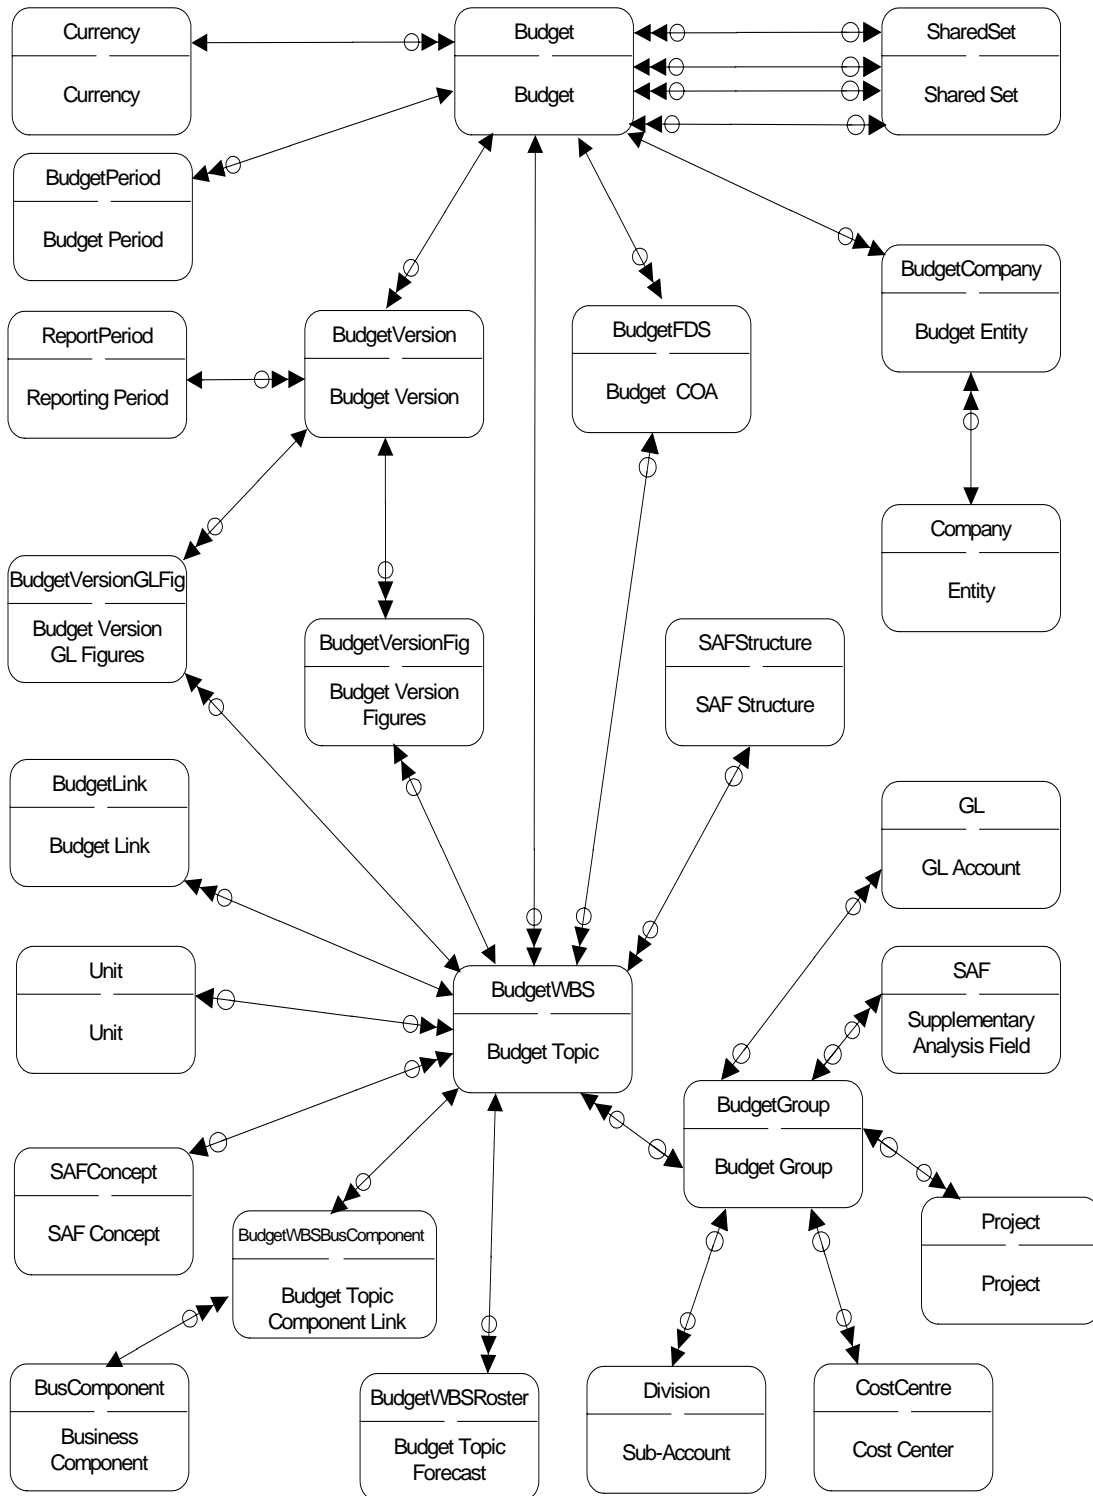 Currency
Currency
Budget
Budget
SharedSet
Shared Set
BudgetPeriod
Budget Period
BudgetCompany
Budget Entity
ReportPeriod
Reporting Period
BudgetVersion
Budget Version
BudgetFDS
Budget COA
Company
Entity
BudgetVersionGLFig
Budget Version
GL Figures
BudgetVersionFig
Budget Version
Figures
SAFStructure
SAF Structure
BudgetLink
Budget Link
GL
GL Account
Unit
Unit
BudgetWBS
Budget Topic
SAF
Supplementary
Analysis Field
BudgetGroup
Budget Group
SAFConcept
SAF Concept
BudgetWBSBusComponent
Budget Topic
Component Link
Project
Project
BusComponent
Business
Component
BudgetWBSRoster
Budget Topic
Forecast
Division
Sub-Account
CostCentre
Cost Center